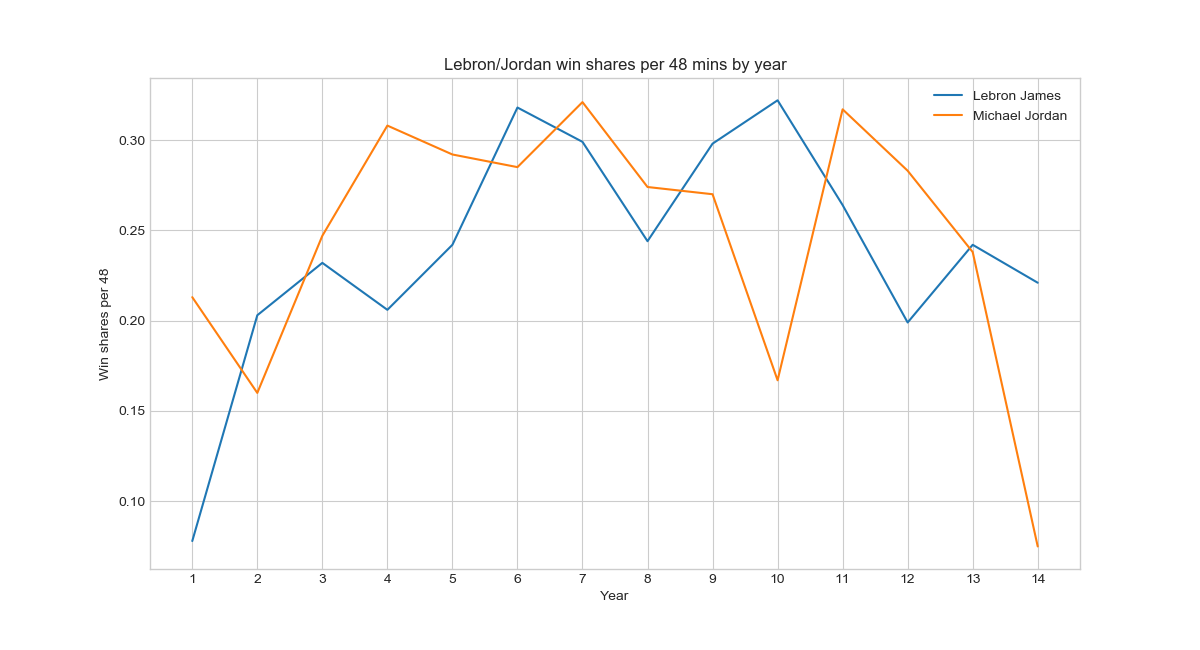 Lebron/Jordan win shares per 48 mins by year
Lebron James
Michael Jordan
Win shares per 48
0.30
0.25
0.20
0.15
0.10
1 2 3 4 5 6 7 8 9 10 11 12 13 14
Year